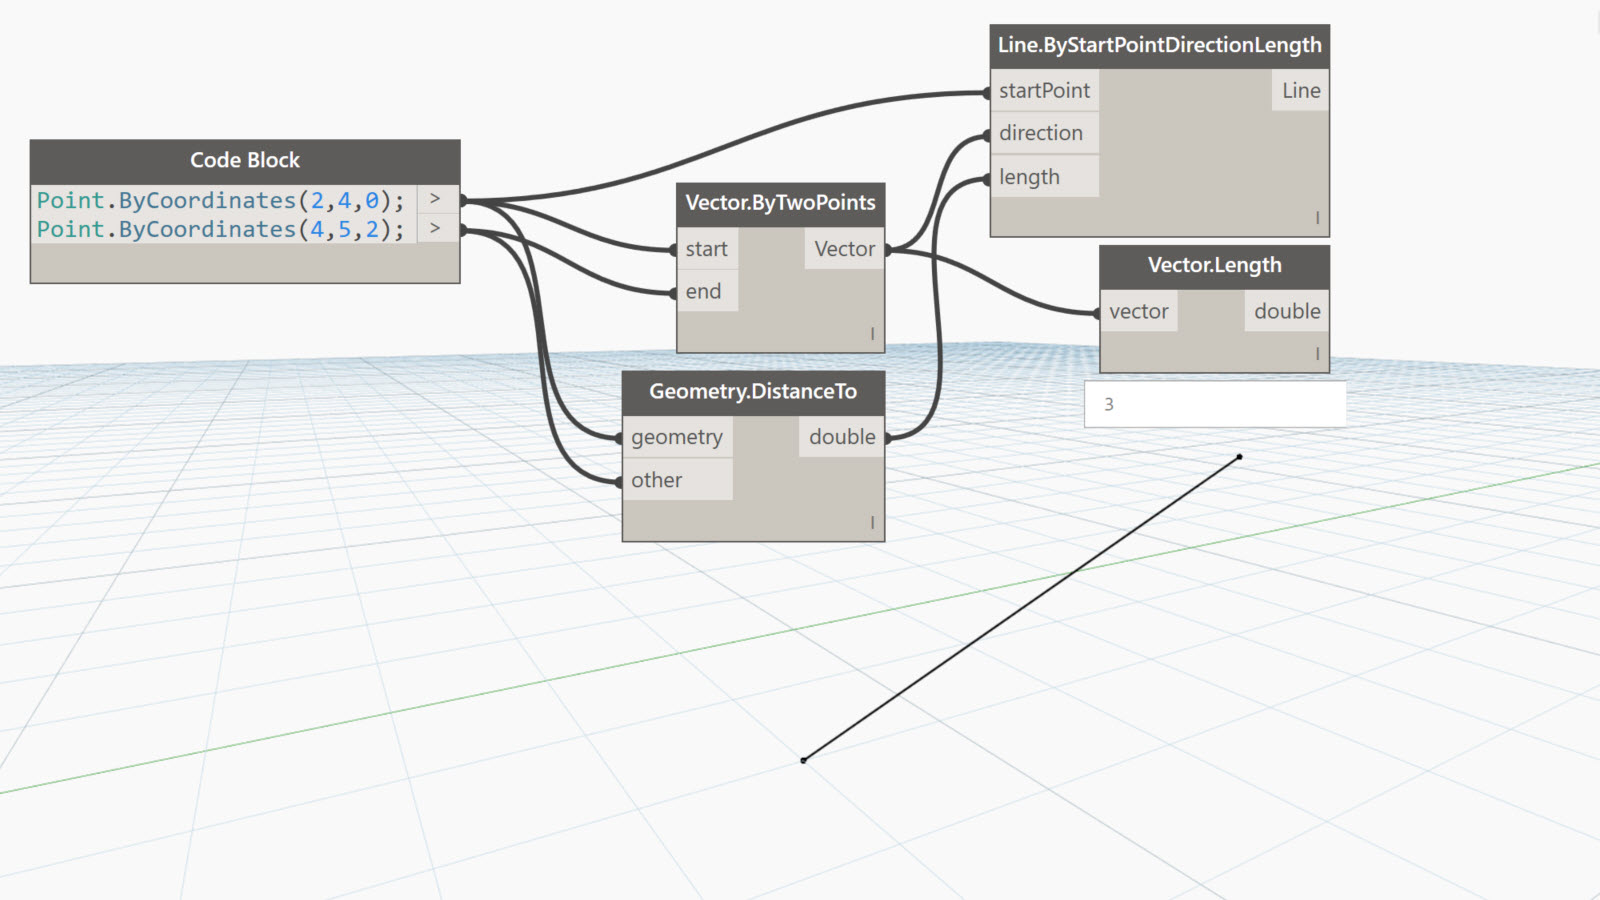 Code Block
Point.ByCoordinates(2,4,0); >
Point.ByCoordinates(4,5,2); >
Vector.ByTwoPoints
start Vector
end
l
Geometry.DistanceTo
geometry double
other
l
Line.ByStartPointDirectionLength
startPoint Line
direction
length
l
Vector.Length
vector double
l
3